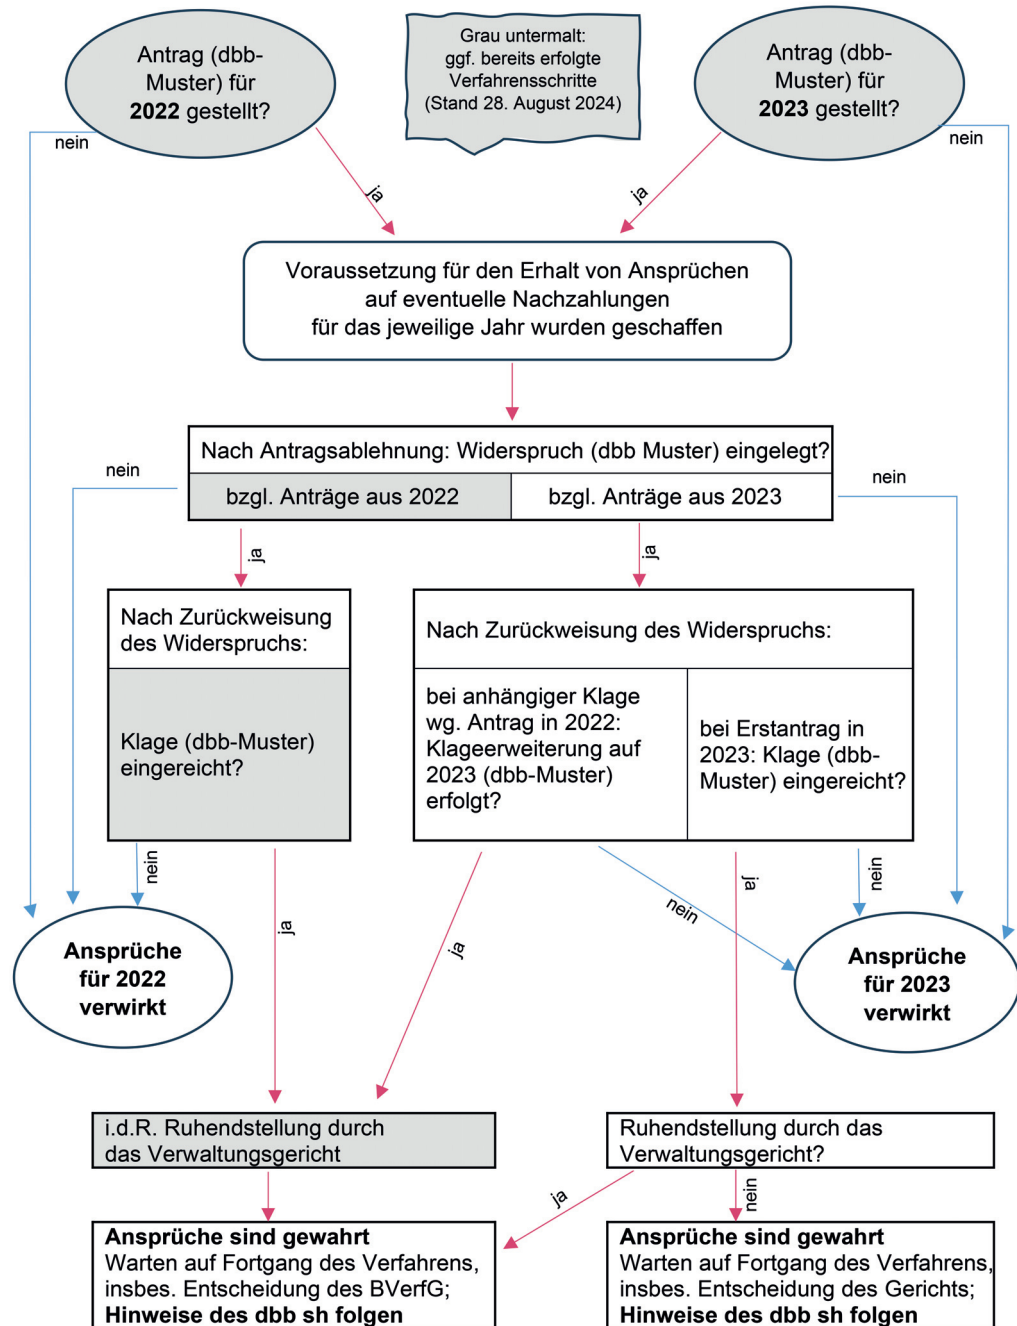 Antrag (dbb-
Muster) für
2022 gestellt?
Grau untermalt:
ggf. bereits erfolgte
Verfahrensschritte
(Stand 28. August 2024)
Antrag (dbb-
Muster) für
2023 gestellt?
nein
nein
ja
ja
Voraussetzung für den Erhalt von Ansprüchen
auf eventuelle Nachzahlungen
für das jeweilige Jahr wurden geschaffen
Nach Antragsablehnung: Widerspruch (dbb Muster) eingelegt?
nein
nein
bzgl. Anträge aus 2022
bzgl. Anträge aus 2023
ja
ja
Nach Zurückweisung
des Widerspruchs:
Klage (dbb-Muster)
eingereicht?
Nach Zurückweisung des Widerspruchs:
bei anhängiger Klage
wg. Antrag in 2022:
Klageerweiterung auf
2023 (dbb-Muster)
erfolgt?
bei Erstantrag in
2023: Klage (dbb-
Muster) eingereicht?
nein
ja
ja
nein
ja
nein
Ansprüche
für 2022
verwirkt
Ansprüche
für 2023
verwirkt
i.d.R. Ruhendstellung durch
das Verwaltungsgericht
Ruhendstellung durch das
Verwaltungsgericht?
ja
nein
Ansprüche sind gewahrt
Warten auf Fortgang des Verfahrens,
insbes. Entscheidung des BVerfG;
Hinweise des dbb sh folgen
Ansprüche sind gewahrt
Warten auf Fortgang des Verfahrens,
insbes. Entscheidung des Gerichts;
Hinweise des dbb sh folgen